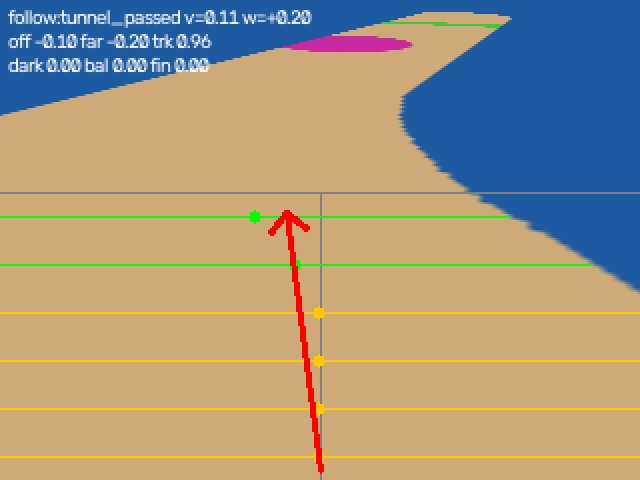 follow:tunnel_passed v=0.11 w=+0.20
off -0.10 far -0.20 trk 0.96
dark 0.00 bal 0.00 fin 0.00